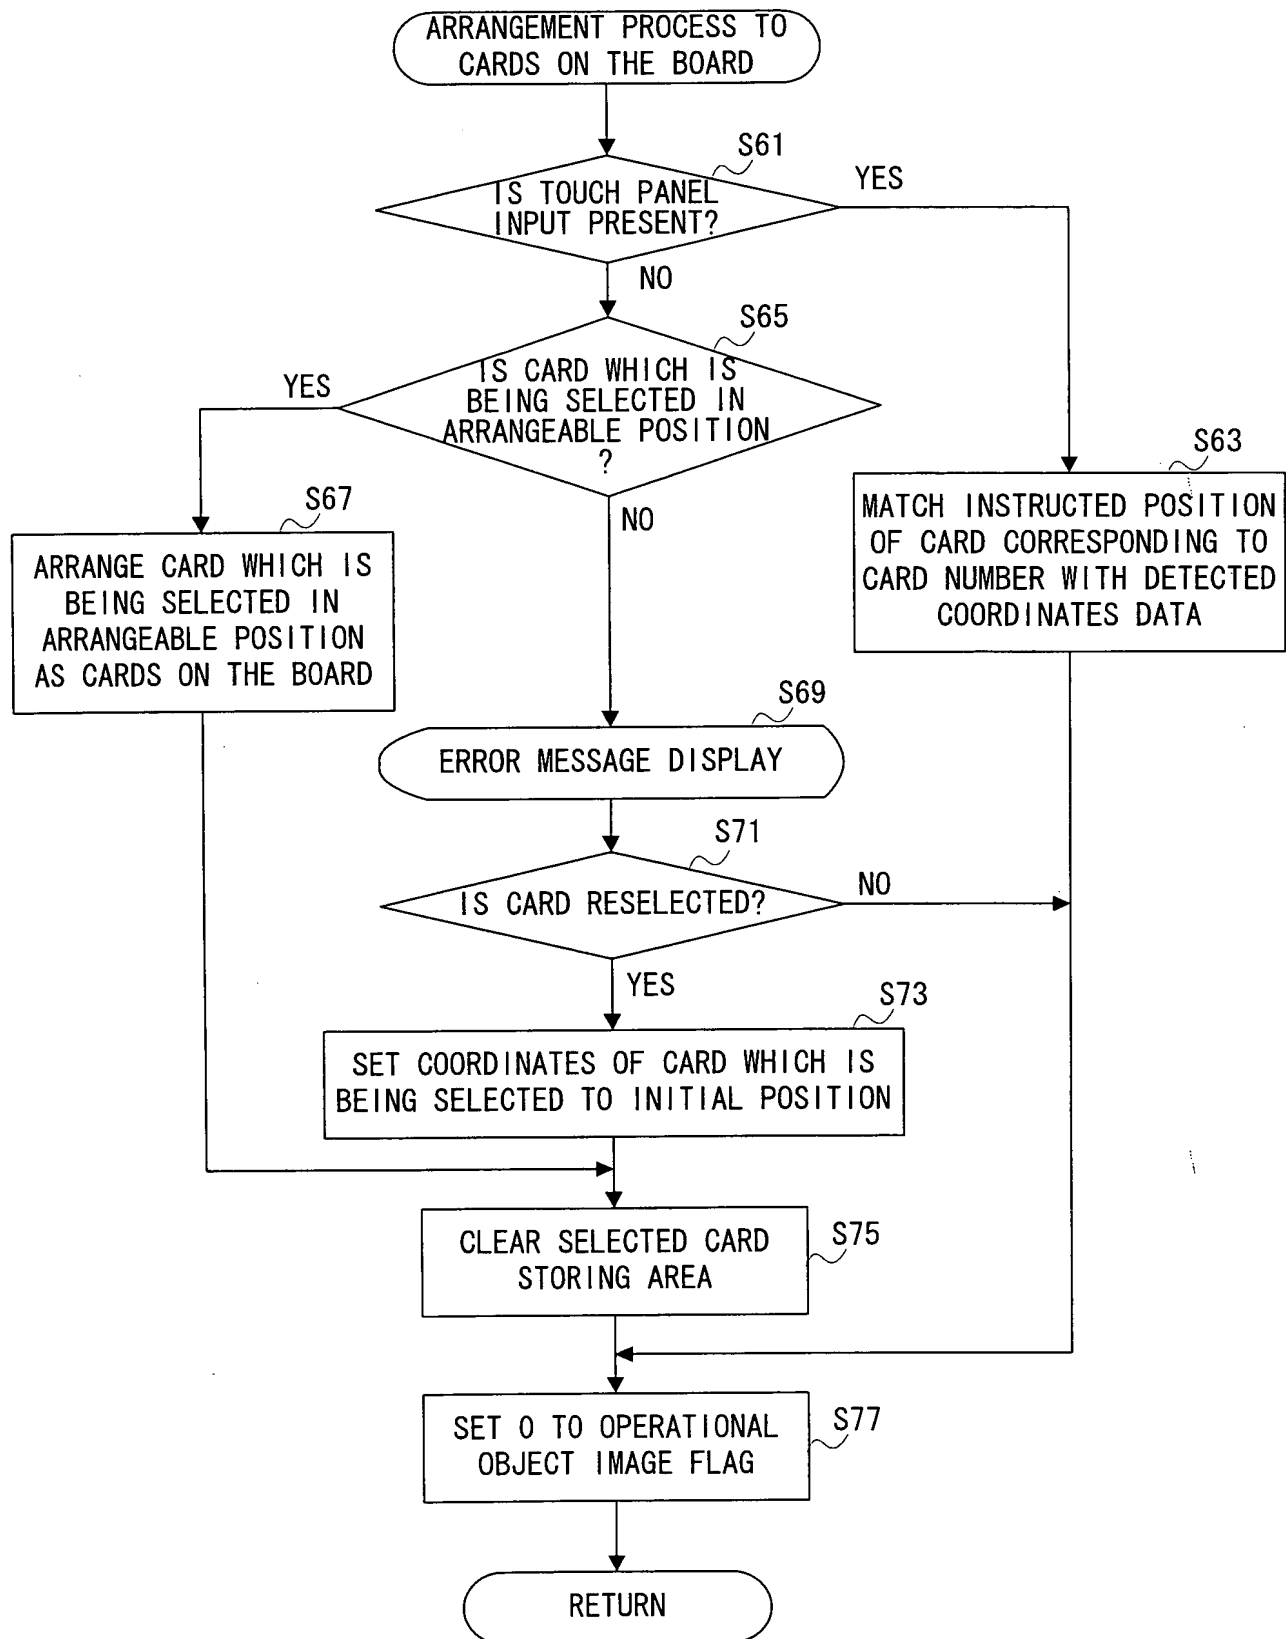 ARRANGEMENT PROCESS TO
CARDS ON THE BOARD
S61
IS TOUCH PANEL
INPUT PRESENT?
YES
NO
S65
IS CARD WHICH IS
BEING SELECTED IN
ARRANGEABLE POSITION
?
YES
NO
S63
MATCH INSTRUCTED POSITION
OF CARD CORRESPONDING TO
CARD NUMBER WITH DETECTED
COORDINATES DATA
S67
ARRANGE CARD WHICH IS
BEING SELECTED IN
ARRANGEABLE POSITION
AS CARDS ON THE BOARD
S69
ERROR MESSAGE DISPLAY
S71
IS CARD RESELECTED?
NO
YES
S73
SET COORDINATES OF CARD WHICH IS
BEING SELECTED TO INITIAL POSITION
S75
CLEAR SELECTED CARD
STORING AREA
S77
SET 0 TO OPERATIONAL
OBJECT IMAGE FLAG
RETURN